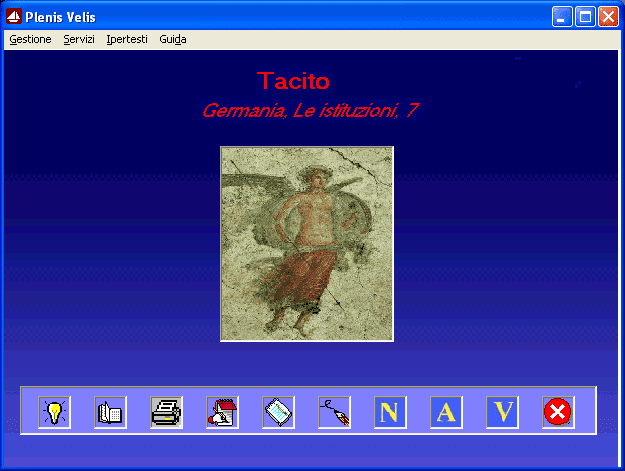 Plenis Velis
Gestione Servizi Ipertesti Guida
Tacito
Germania, Le istituzioni, 7
N A V